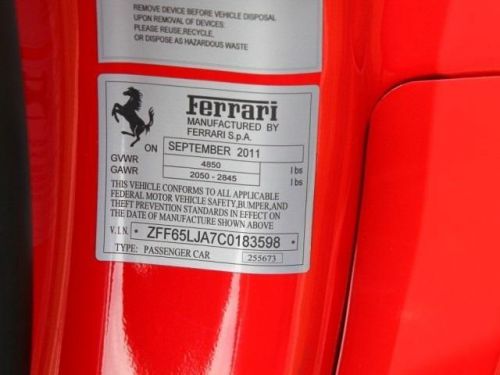 REMOVE DEVICE BEFORE VEHICLE DISPOSAL
UPON REMOVAL OF DEVICES:
PLEASE REUSE,RECYCLE,
OR DISPOSE AS HAZARDOUS WASTE
Ferrari
MANUFACTURED BY
FERRARI S.p.A.
ON SEPTEMBER 2011
GVWR 4850 lbs
GAWR 2050 - 2845 lbs
THIS VEHICLE CONFORMS TO ALL APPLICABLE
FEDERAL MOTOR VEHICLE SAFETY,BUMPER,AND
THEFT PREVENTION STANDARDS IN EFFECT ON
THE DATE OF MANUFACTURE SHOWN ABOVE
V.I.N. • ZFF65LJA7C0183598 •
TYPE: PASSENGER CAR 255673